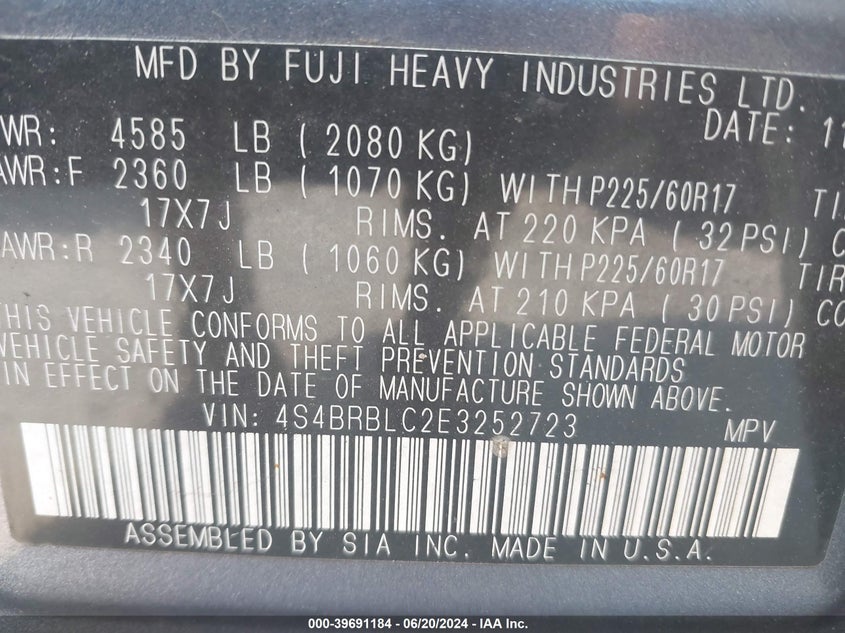 MFD BY FUJI HEAVY INDUSTRIES LTD.
DATE: 11
WR: 4585 LB ( 2080 KG)
AWR:F 2360 LB ( 1070 KG) WITH P225/60R17 TI
17X7J RIMS. AT 220 KPA ( 32 PSI) C
AWR:R 2340 LB ( 1060 KG) WITH P225/60R17 TIR
17X7J RIMS. AT 210 KPA ( 30 PSI) CO
THIS VEHICLE CONFORMS TO ALL APPLICABLE FEDERAL MOTOR
VEHICLE SAFETY AND THEFT PREVENTION STANDARDS
IN EFFECT ON THE DATE OF MANUFACTURE SHOWN ABOVE.
VIN: 4S4BRBLC2E3252723 MPV
ASSEMBLED BY SIA INC. MADE IN U.S.A.
000-39691184 - 06/20/2024 - IAA Inc.